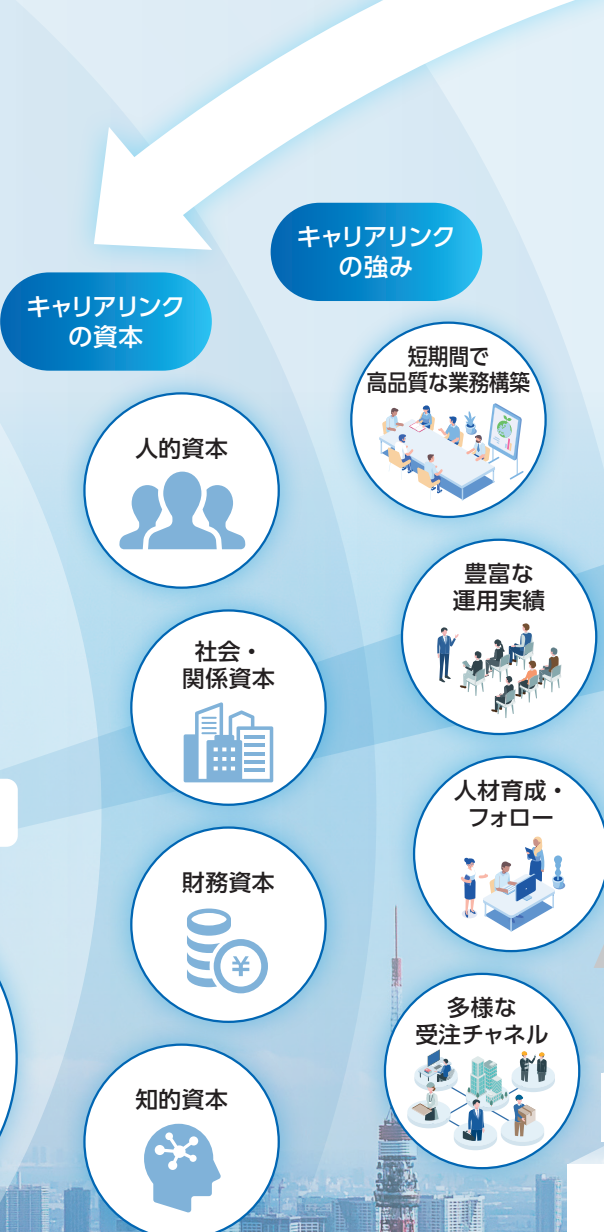 キャリアリンク
の資本
人的資本
社会・
関係資本
財務資本
知的資本
キャリアリンク
の強み
短期間で
高品質な業務構築
豊富な
運用実績
人材育成・
フォロー
多様な
受注チャネル